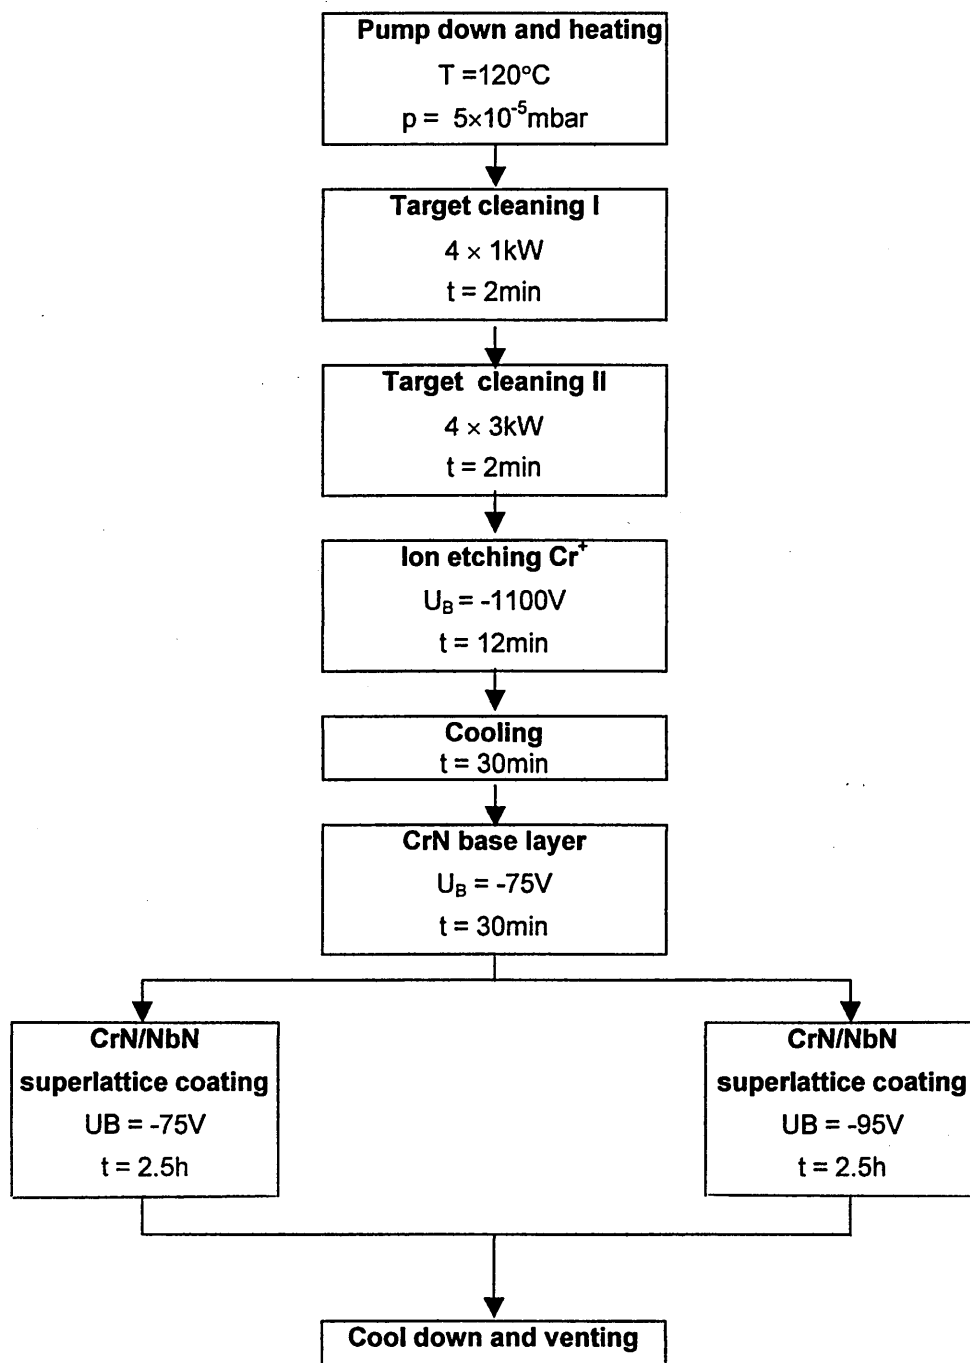 Pump down and heating
T =120°C
p = 5×10⁻⁵mbar
Target cleaning I
4 × 1kW
t = 2min
Target cleaning II
4 × 3kW
t = 2min
Ion etching Cr⁺
U_B = -1100V
t = 12min
Cooling
t = 30min
CrN base layer
U_B = -75V
t = 30min
CrN/NbN
superlattice coating
UB = -75V
t = 2.5h
CrN/NbN
superlattice coating
UB = -95V
t = 2.5h
Cool down and venting